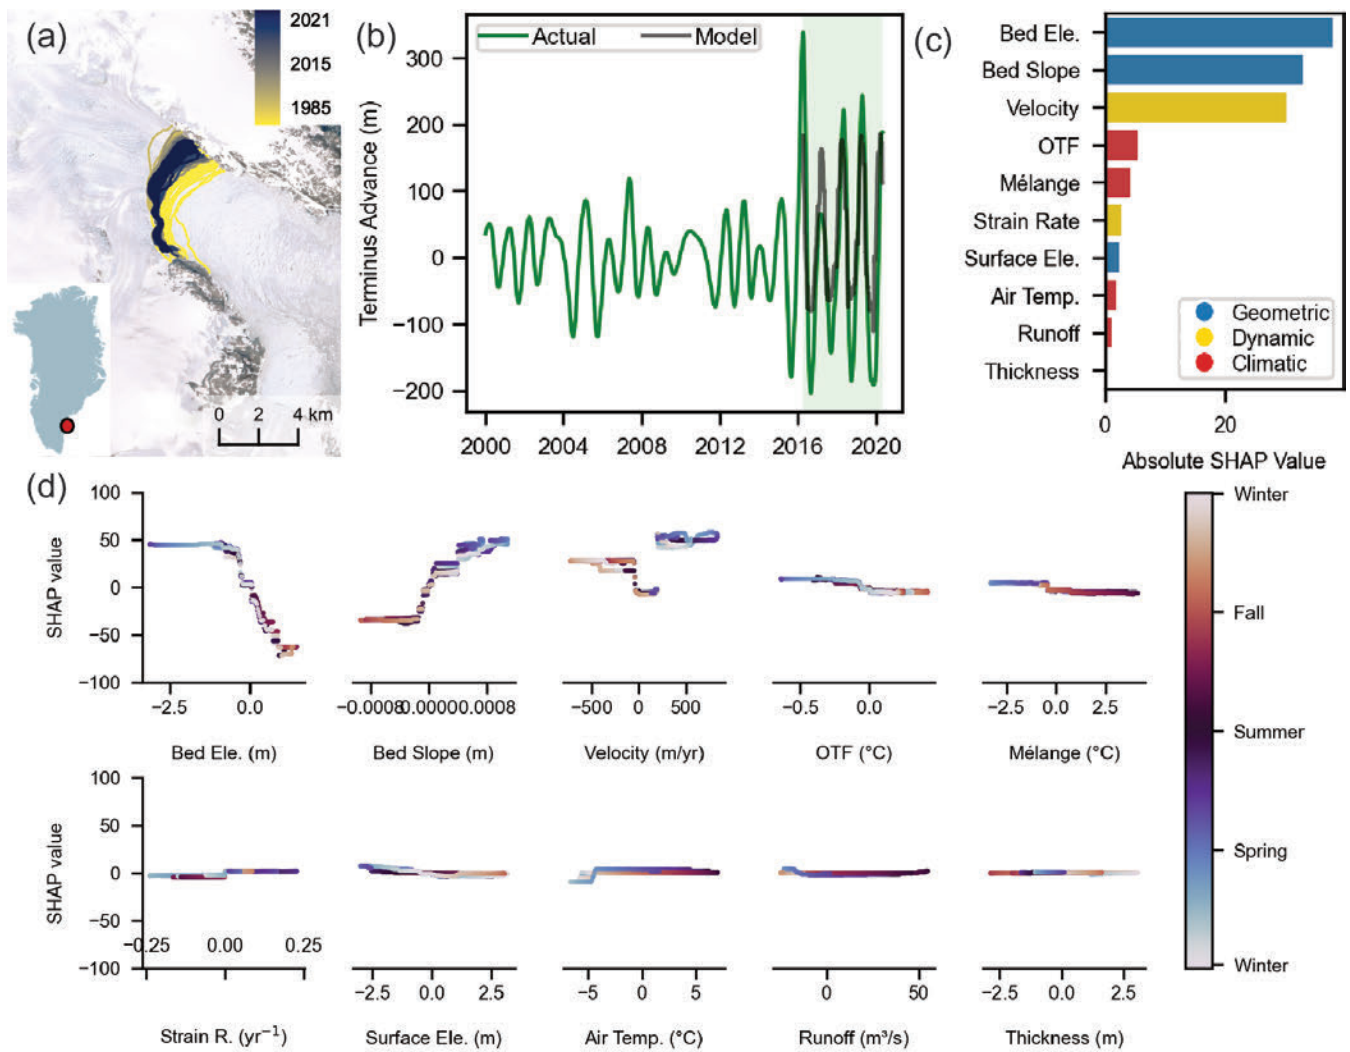 (a)
2021
2015
1985
0 2 4 km
(b)
Actual
Model
Terminus Advance (m)
300
200
100
0
−100
−200
2000 2004 2008 2012 2016 2020
(c)
Bed Ele.
Bed Slope
Velocity
OTF
Mélange
Strain Rate
Surface Ele.
Air Temp.
Runoff
Thickness
Geometric
Dynamic
Climatic
0 20
Absolute SHAP Value
(d)
SHAP value
100
50
0
−50
−100
−2.5 0.0
Bed Ele. (m)
−0.0008 0.0000 0.0008
Bed Slope (m)
−500 0 500
Velocity (m/yr)
−0.5 0.0
OTF (°C)
−2.5 0.0 2.5
Mélange (°C)
SHAP value
100
50
0
−50
−100
−0.25 0.00 0.25
Strain R. (yr⁻¹)
−2.5 0.0 2.5
Surface Ele. (m)
−5 0 5
Air Temp. (°C)
0 50
Runoff (m³/s)
−2.5 0.0 2.5
Thickness (m)
Winter
Fall
Summer
Spring
Winter